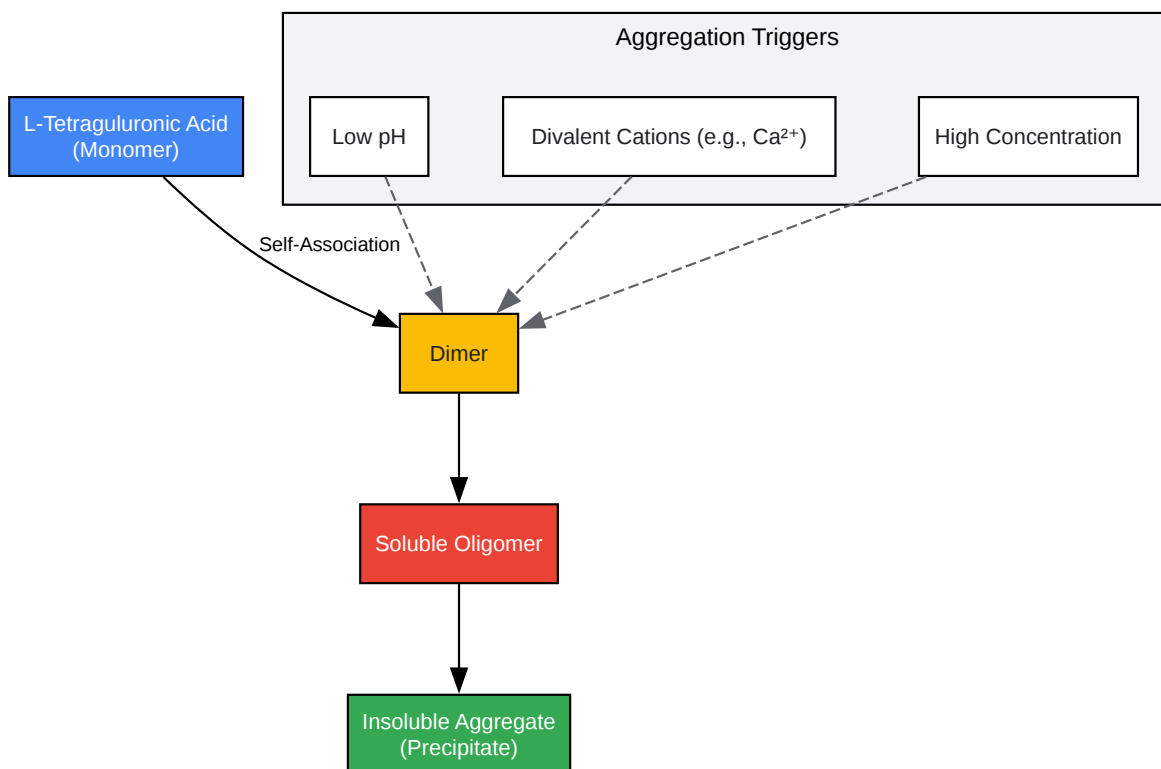 Aggregation Triggers
L-Tetraguluronic Acid
(Monomer)
Low pH
Divalent Cations (e.g., Ca²⁺)
High Concentration
Self-Association
Dimer
Soluble Oligomer
Insoluble Aggregate
(Precipitate)